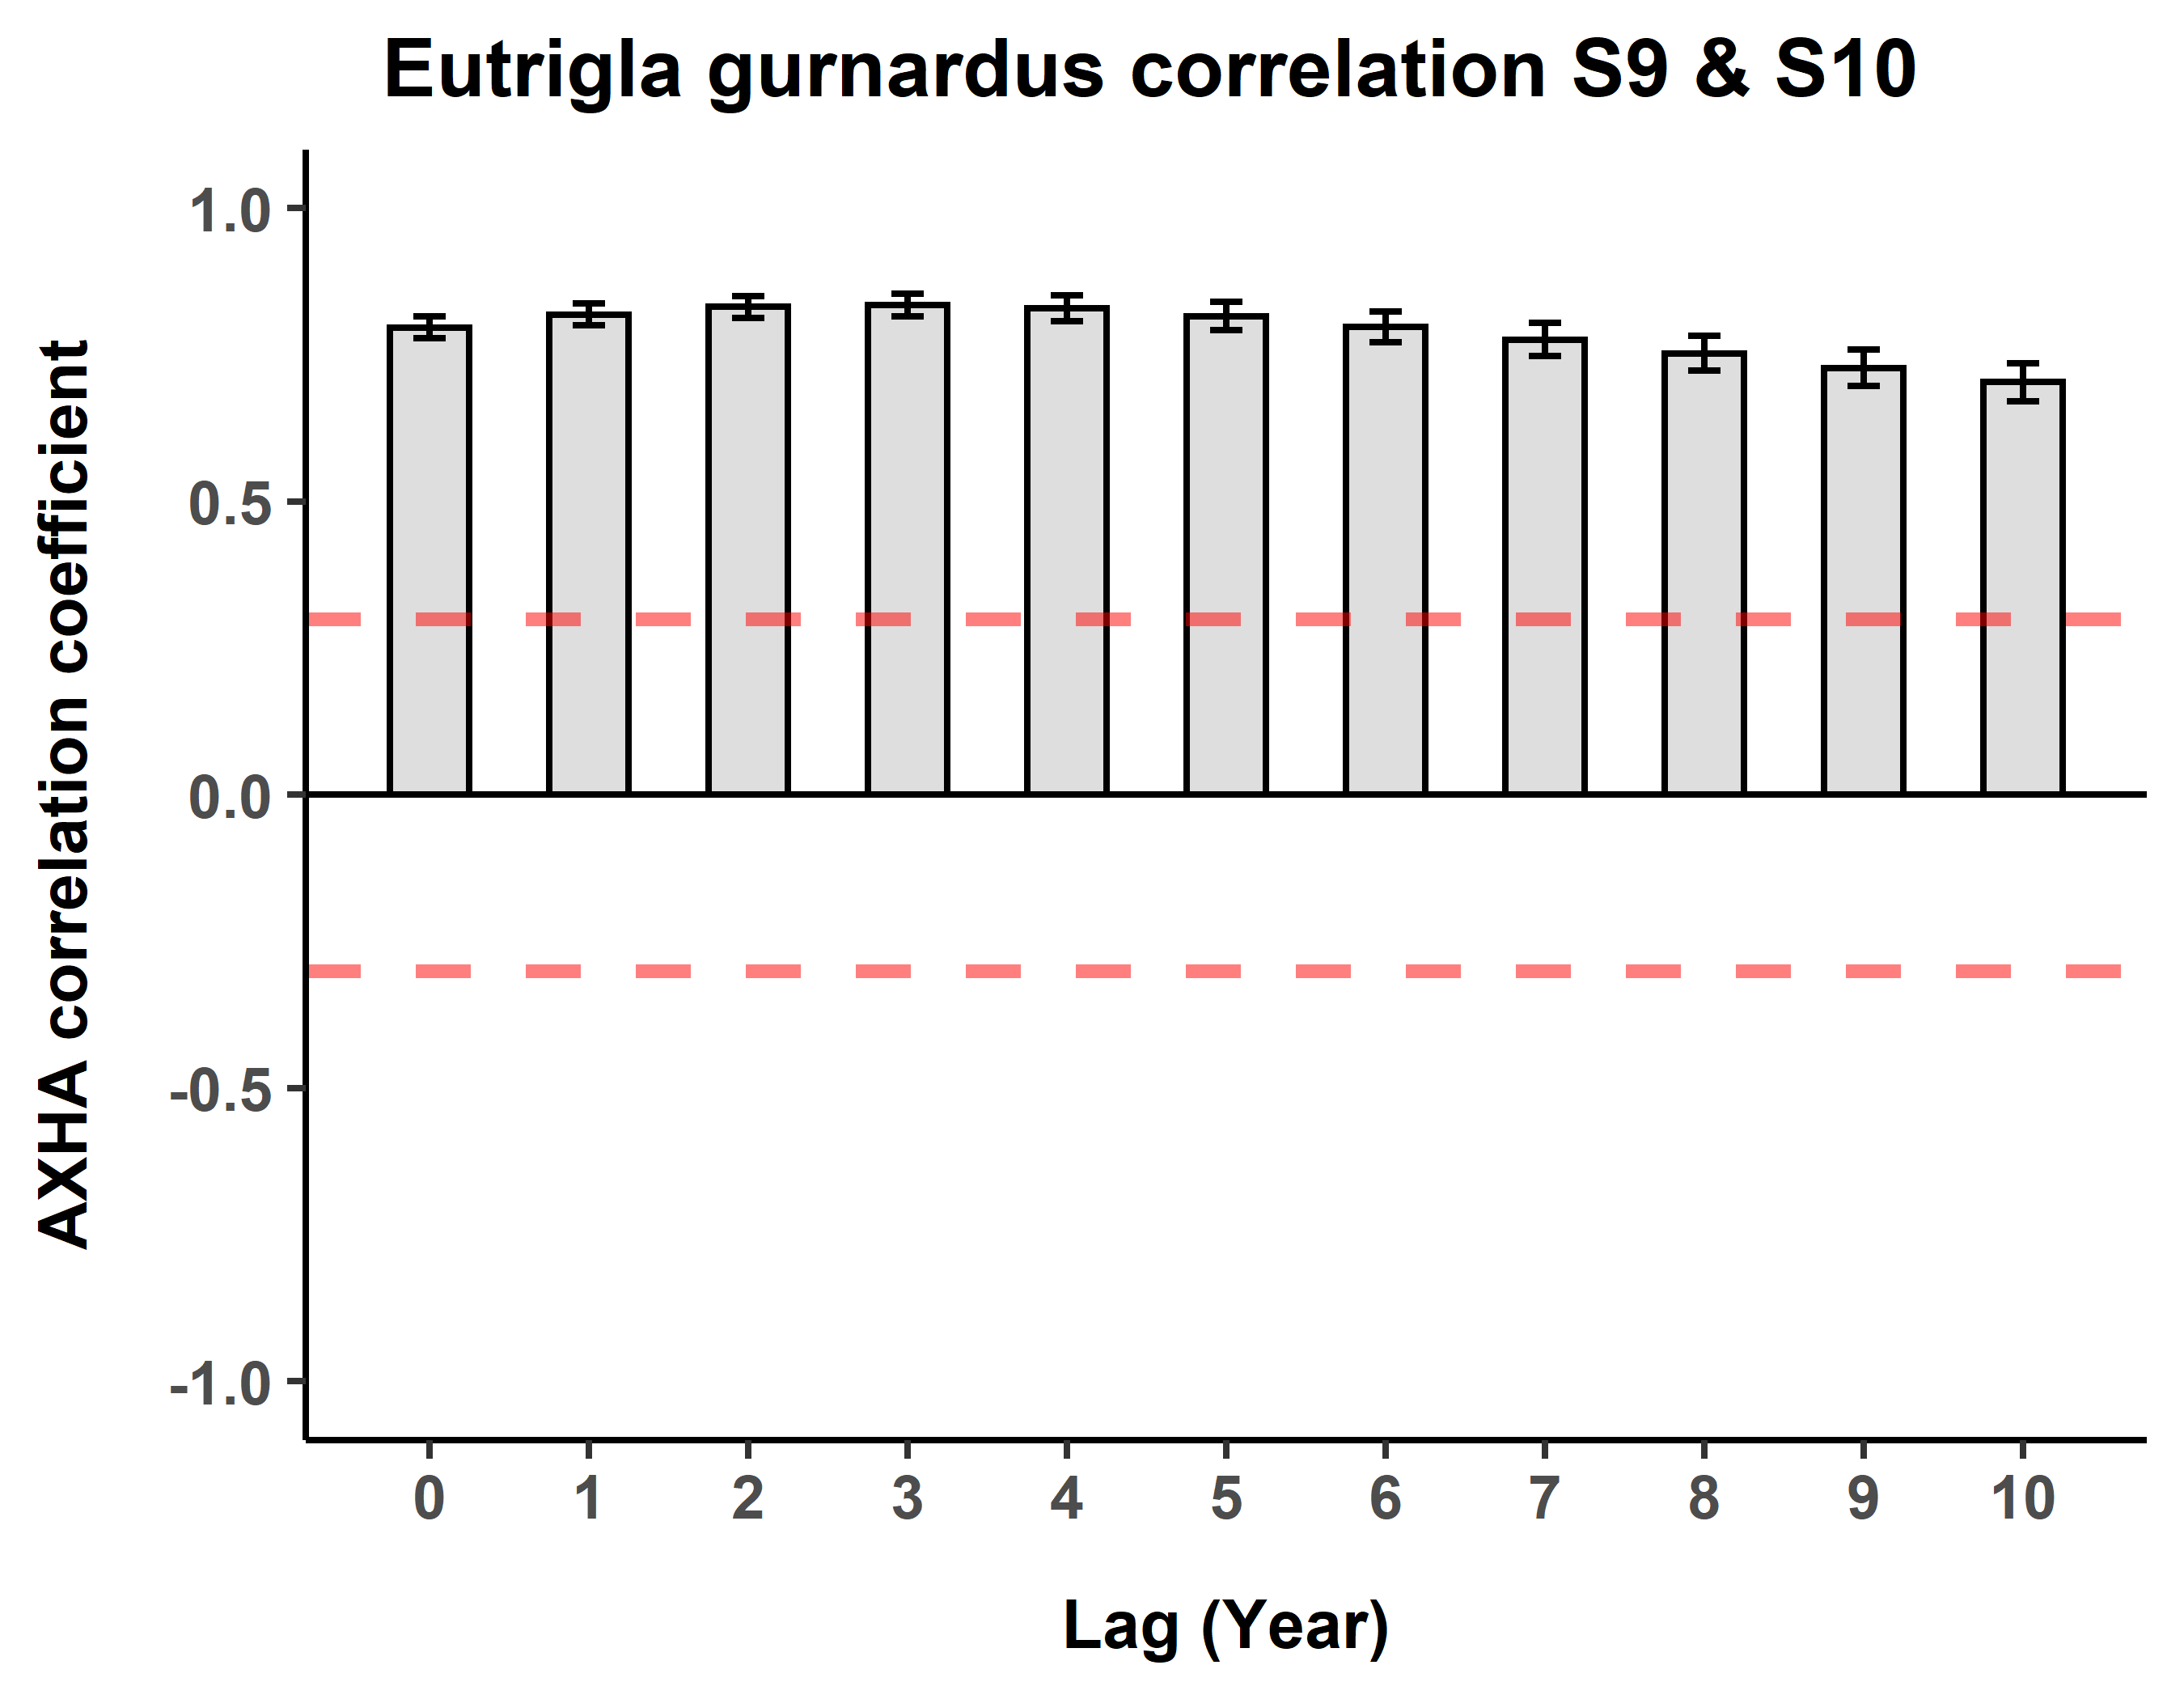 Eutrigla gurnardus correlation S9 & S10
AXHA correlation coefficient
1.0
0.5
0.0
-0.5
-1.0
0 1 2 3 4 5 6 7 8 9 10
Lag (Year)